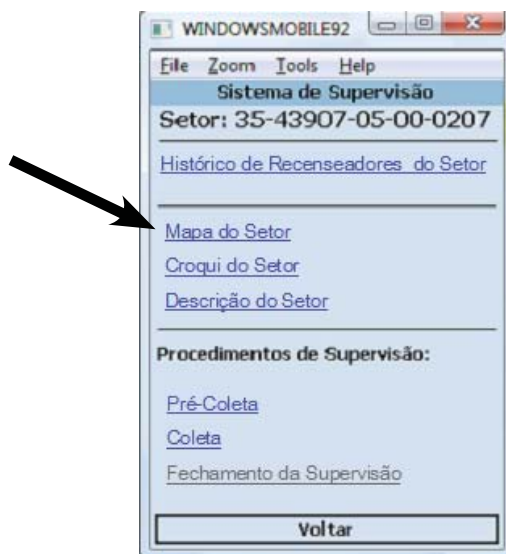 WINDOWSMOBILE92
File Zoom Tools Help
Sistema de Supervisão
Setor: 35-43907-05-00-0207
Histórico de Recenseadores do Setor
Mapa do Setor
Croqui do Setor
Descrição do Setor
Procedimentos de Supervisão:
Pré-Coleta
Coleta
Fechamento da Supervisão
Voltar